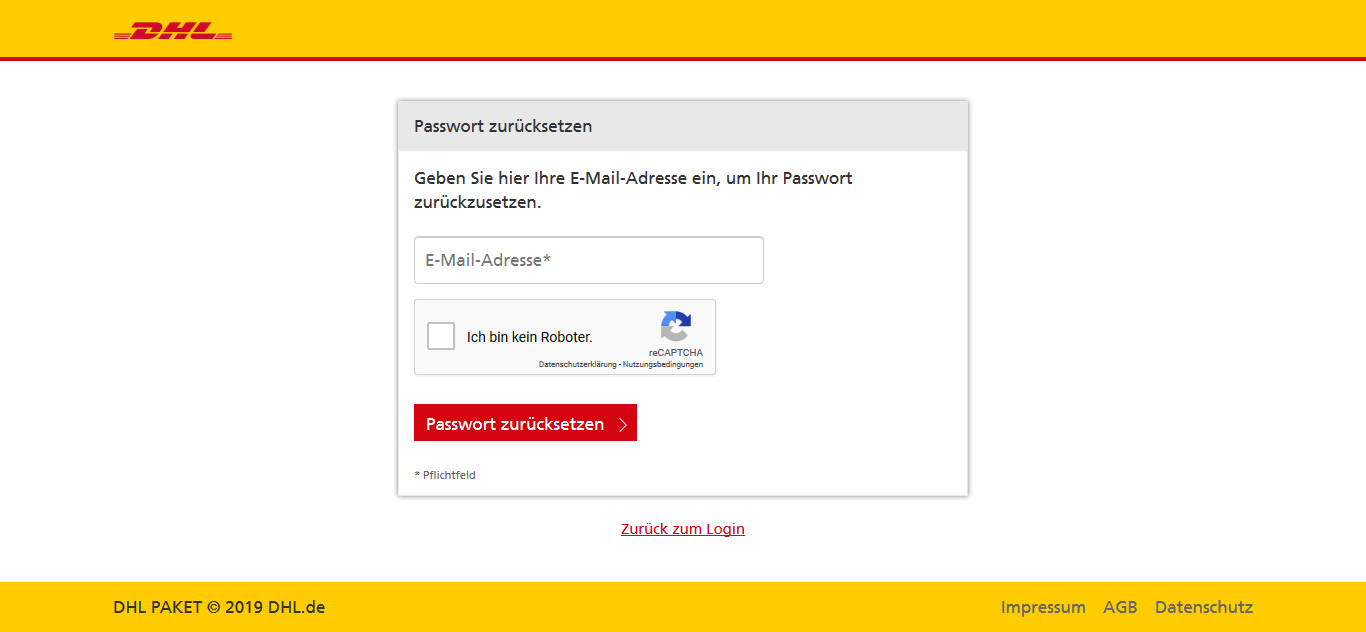 DHL
Passwort zurücksetzen
Geben Sie hier Ihre E-Mail-Adresse ein, um Ihr Passwort
zurückzusetzen.
E-Mail-Adresse*
Ich bin kein Roboter.
reCAPTCHA
Datenschutzerklärung - Nutzungsbedingungen
Passwort zurücksetzen
* Pflichtfeld
Zurück zum Login
DHL PAKET © 2019 DHL.de Impressum AGB Datenschutz